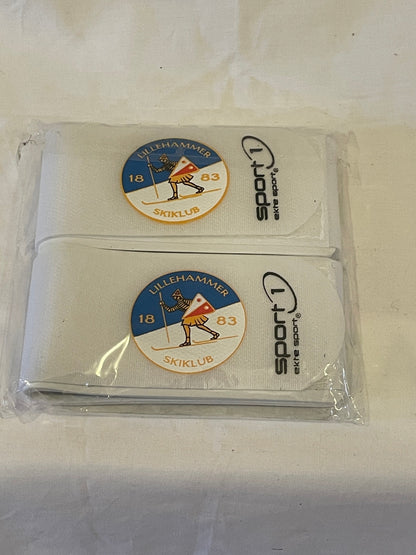 LILLEHAMMER
18 83
SKIKLUB
sport 1
ekte sport®
LILLEHAMMER
18 83
SKIKLUB
sport 1
ekte sport®